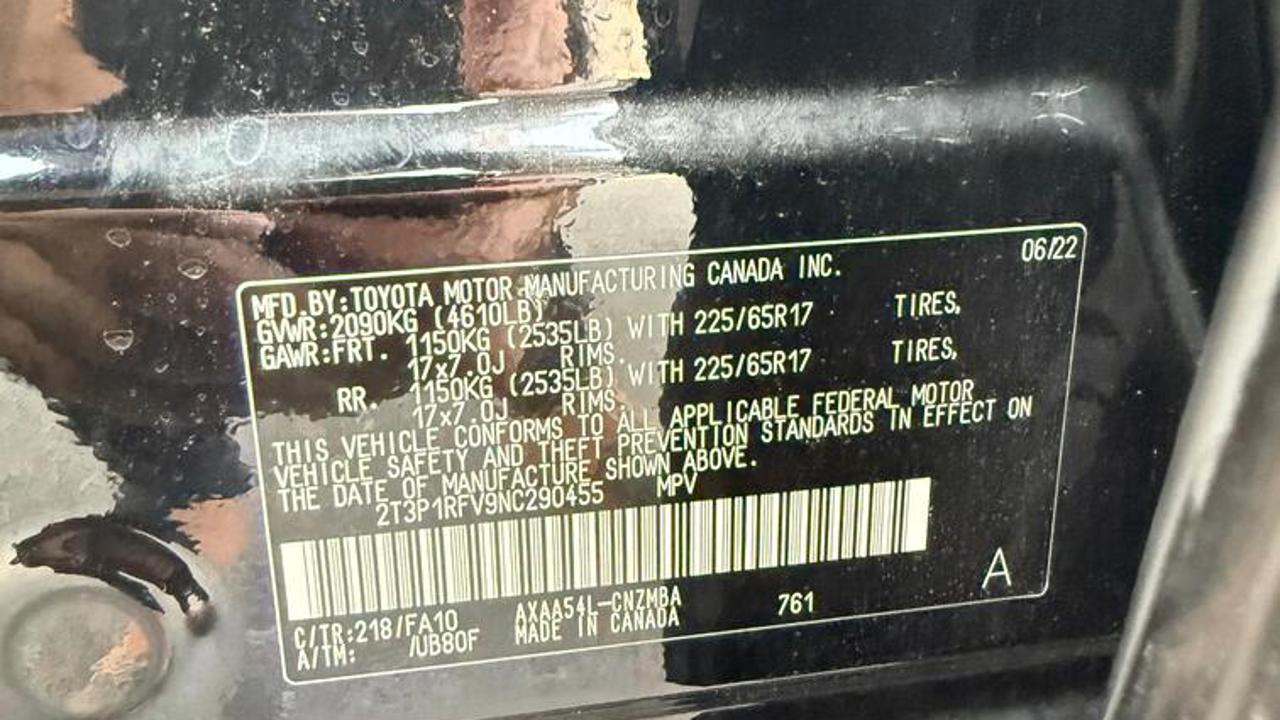 06/22
MFD.BY:TOYOTA MOTOR MANUFACTURING CANADA INC.
GVWR:2090KG (4610LB)
GAWR:FRT. 1150KG (2535LB) WITH 225/65R17 TIRES,
17x7.0J RIMS.
RR. 1150KG (2535LB) WITH 225/65R17 TIRES,
17x7.0J RIMS.
THIS VEHICLE CONFORMS TO ALL APPLICABLE FEDERAL MOTOR
VEHICLE SAFETY AND THEFT PREVENTION STANDARDS IN EFFECT ON
THE DATE OF MANUFACTURE SHOWN ABOVE.
2T3P1RFV9NC290455 MPV
C/TR:218/FA10 AXAA54L-CNZMBA 761
A/TM: /UB80F MADE IN CANADA
A